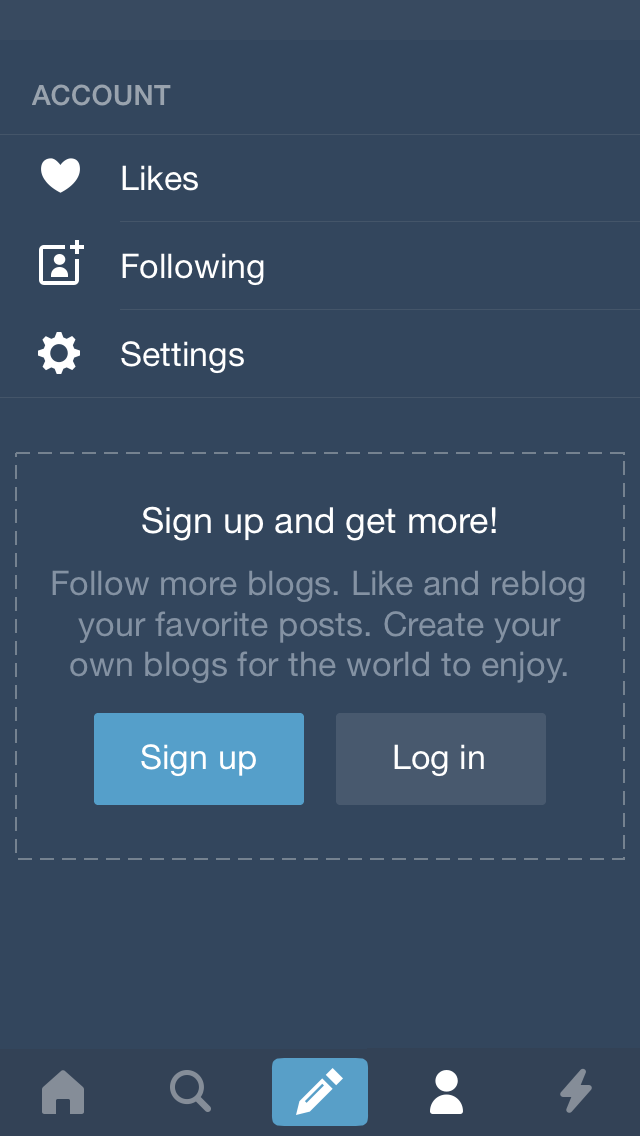 ACCOUNT
Likes
Following
Settings
Sign up and get more!
Follow more blogs. Like and reblog
your favorite posts. Create your
own blogs for the world to enjoy.
Sign up
Log in